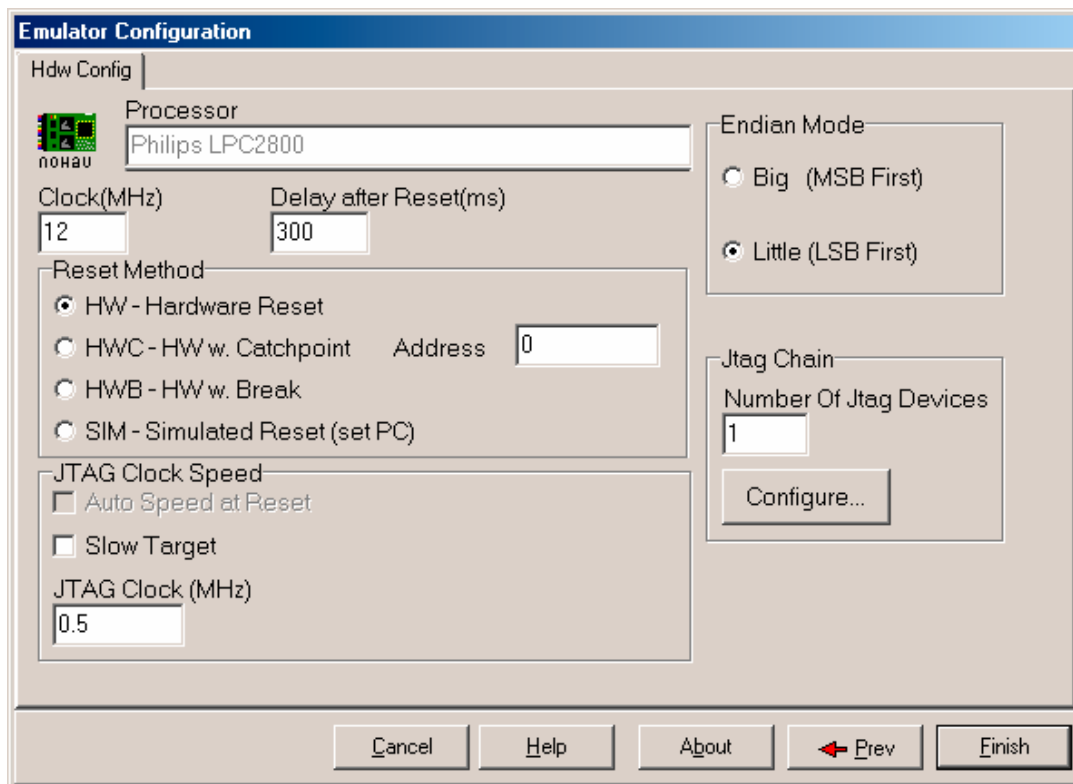 Emulator Configuration
Hdw Config
Processor
Philips LPC2800
nohau
Clock(MHz)
12
Delay after Reset(ms)
300
Reset Method
HW - Hardware Reset
HWC - HW w. Catchpoint
Address
0
HWB - HW w. Break
SIM - Simulated Reset (set PC)
JTAG Clock Speed
Auto Speed at Reset
Slow Target
JTAG Clock (MHz)
0.5
Endian Mode
Big (MSB First)
Little (LSB First)
Jtag Chain
Number Of Jtag Devices
1
Configure...
Cancel
Help
About
Prev
Finish